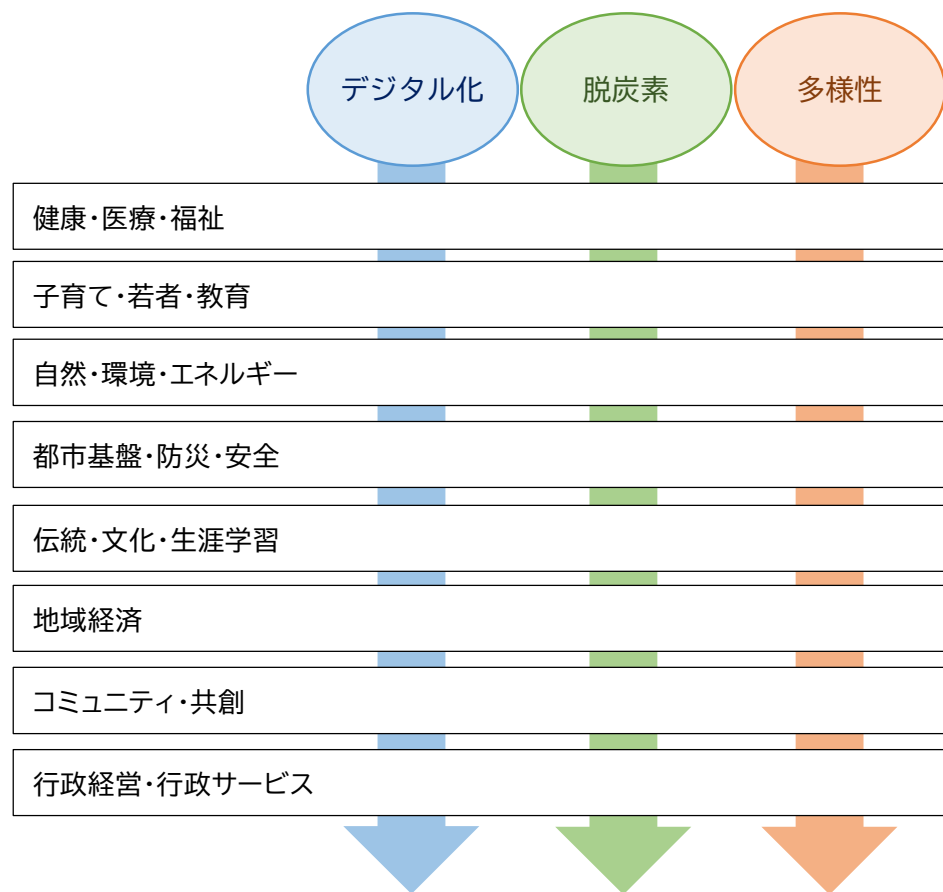 デジタル化
脱炭素
多様性
健康・医療・福祉
子育て・若者・教育
自然・環境・エネルギー
都市基盤・防災・安全
伝統・文化・生涯学習
地域経済
コミュニティ・共創
行政経営・行政サービス